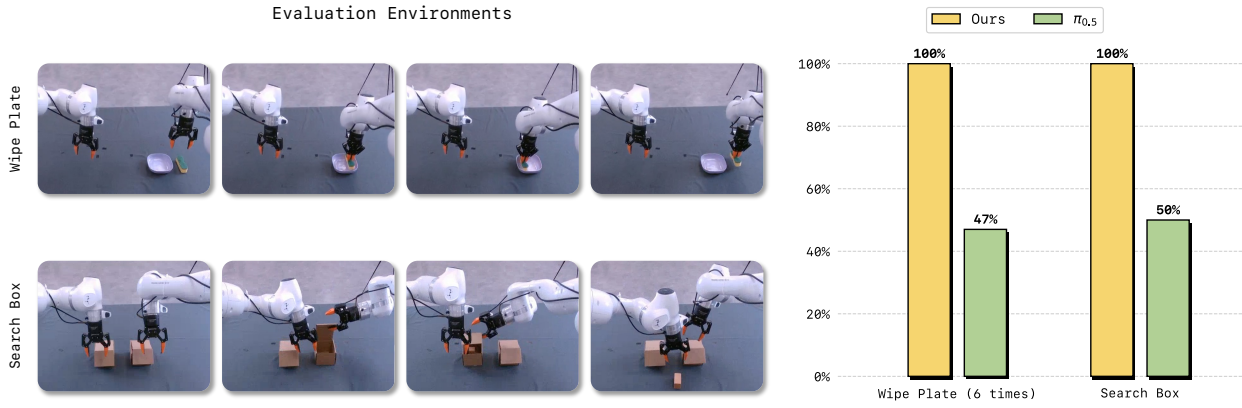 Evaluation Environments
Wipe Plate
Search Box
Ours
π0.5
100%
80%
60%
40%
20%
0%
100%
47%
100%
50%
Wipe Plate (6 times)
Search Box